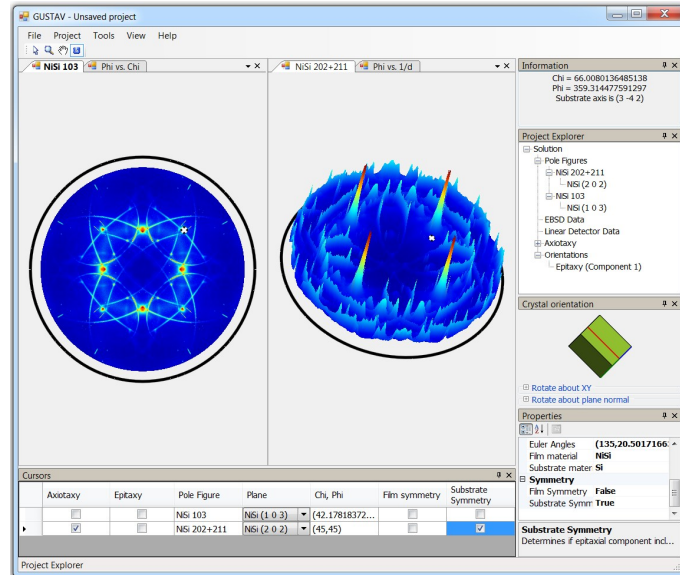 GUSTAV - Unsaved project
File Project Tools View Help
NiSi 103 Phi vs. Chi
NiSi 202+211 Phi vs. 1/d
Information
Chi = 66.0080136485138
Phi = 359.314477591297
Substrate axis is (3 -4 2)
Project Explorer
Solution
Pole Figures
NiSi 202+211
NiSi (2 0 2)
NiSi 103
NiSi (1 0 3)
EBSD Data
Linear Detector Data
Axiotaxy
Orientations
Epitaxy (Component 1)
Crystal orientation
Rotate about XY
Rotate about plane normal
Properties
Euler Angles (135,20.5017166
Film material NiSi
Substrate mater Si
Symmetry
Film Symmetry False
Substrate Symm True
Substrate Symmetry
Determines if epitaxial component incl...
Cursors
Axiotaxy Epitaxy Pole Figure Plane Chi, Phi Film symmetry Substrate Symmetry
NiSi 103 NiSi (1 0 3) (42.17818372...
NiSi 202+211 NiSi (2 0 2) (45,45)
Project Explorer